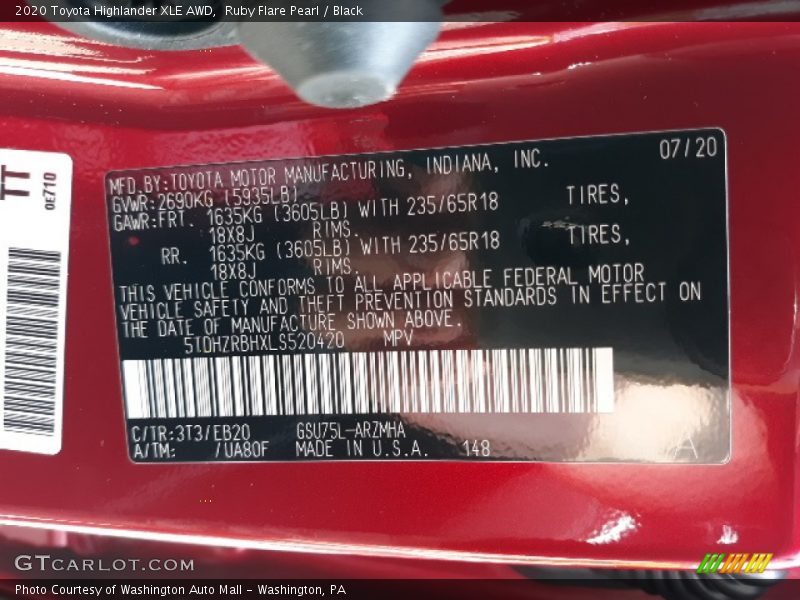 2020 Toyota Highlander XLE AWD, Ruby Flare Pearl / Black
TT
0E710
07/20
MFD.BY:TOYOTA MOTOR MANUFACTURING, INDIANA, INC.
GVWR:2690KG (5935LB)
GAWR:FRT. 1635KG (3605LB) WITH 235/65R18 TIRES,
18X8J RIMS.
RR. 1635KG (3605LB) WITH 235/65R18 TIRES,
18X8J RIMS.
THIS VEHICLE CONFORMS TO ALL APPLICABLE FEDERAL MOTOR
VEHICLE SAFETY AND THEFT PREVENTION STANDARDS IN EFFECT ON
THE DATE OF MANUFACTURE SHOWN ABOVE.
5TDHZRBHXLS520420 MPV
C/TR:3T3/EB20 GSU75L-ARZMHA
A/TM: /UA80F MADE IN U.S.A. 148 A
GTCARLOT.COM
Photo Courtesy of Washington Auto Mall - Washington, PA